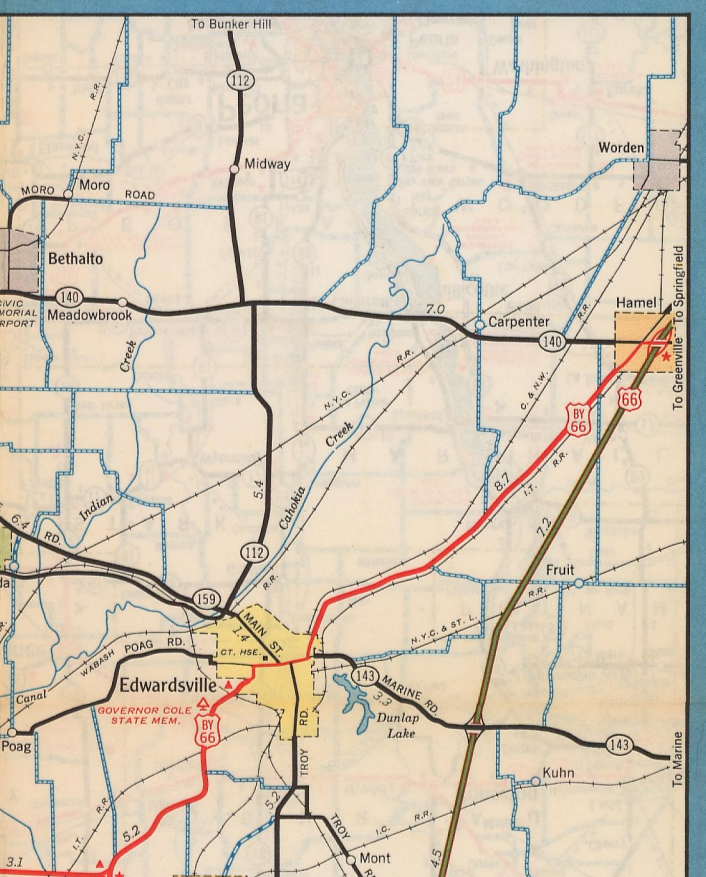 To Bunker Hill
112
N.Y.C.
R.R.
Worden
Midway
MORO
Moro
ROAD
Bethalto
CIVIC
MORIAL
RPORT
140
Meadowbrook
7.0
Carpenter
140
Hamel
To Greenville
To Springfield
Creek
N.Y.C.
R.R.
C. & N.W.
R.R.
BY
66
66
Creek
5.4
Cahokia
R.R.
8.7
I.T.
R.R.
7.2
Indian
6.4
RD.
112
da
159
MAIN ST.
1.4
CT. HSE.
Fruit
R.R.
N.Y.C. & ST. L.
WABASH
POAG RD.
Edwardsville
GOVERNOR COLE
STATE MEM.
BY
66
Canal
Poag
143
MARINE RD.
3.3
Dunlap
Lake
143
To Marine
RD.
TROY
5.2
Kuhn
I.T.
R.R.
5.2
TROY
I.C.
R.R.
Mont
4.5
3.1